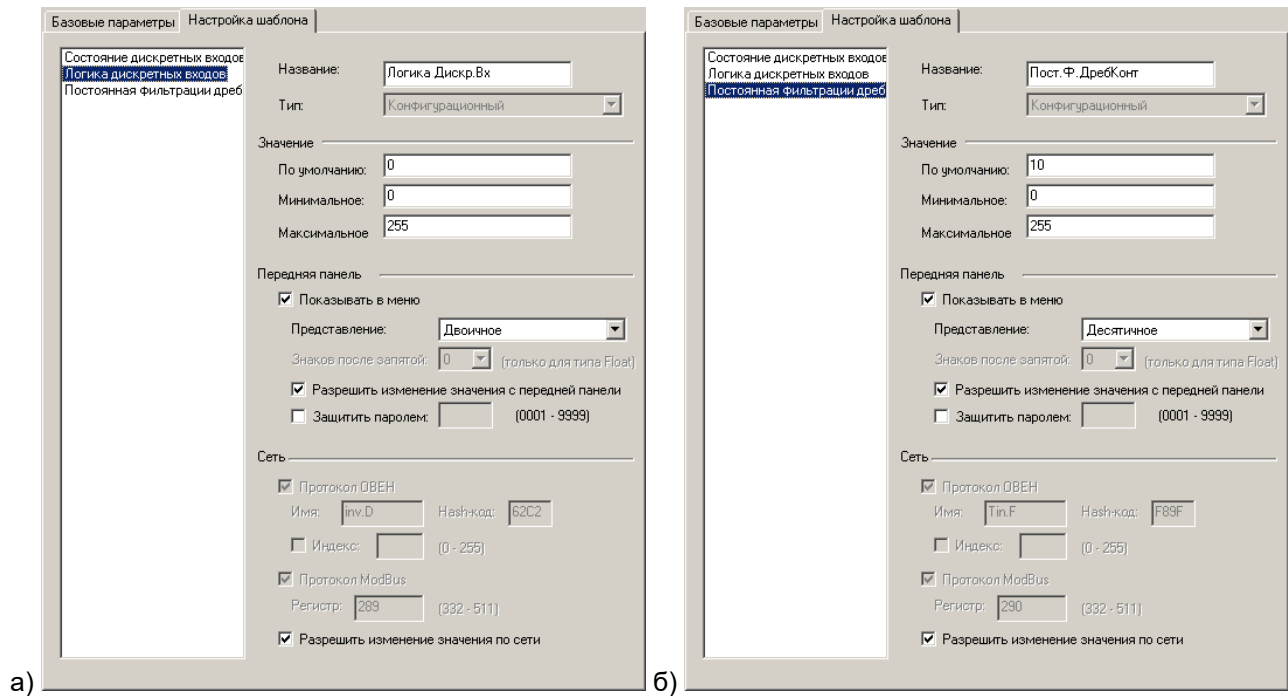 Базовые параметры Настройка шаблона
Состояние дискретных входов
Логика дискретных входов
Постоянная фильтрации дреб
Название: Логика Дискр.Вх
Тип: Конфигурационный
Значение
По умолчанию: 0
Минимальное: 0
Максимальное 255
Передняя панель
Показывать в меню
Представление: Двоичное
Знаков после запятой: 0 (только для типа Float)
Разрешить изменение значения с передней панели
Защитить паролем: (0001 - 9999)
Сеть
Протокол ОВЕН
Имя: inv.D Hash-код: 62C2
Индекс: (0 - 255)
Протокол ModBus
Регистр: 289 (332 - 511)
Разрешить изменение значения по сети
а)
Базовые параметры Настройка шаблона
Состояние дискретных входов
Логика дискретных входов
Постоянная фильтрации дреб
Название: Пост.Ф.ДребКонт
Тип: Конфигурационный
Значение
По умолчанию: 10
Минимальное: 0
Максимальное 255
Передняя панель
Показывать в меню
Представление: Десятичное
Знаков после запятой: 0 (только для типа Float)
Разрешить изменение значения с передней панели
Защитить паролем: (0001 - 9999)
Сеть
Протокол ОВЕН
Имя: Tin.F Hash-код: F89F
Индекс: (0 - 255)
Протокол ModBus
Регистр: 290 (332 - 511)
Разрешить изменение значения по сети
б)